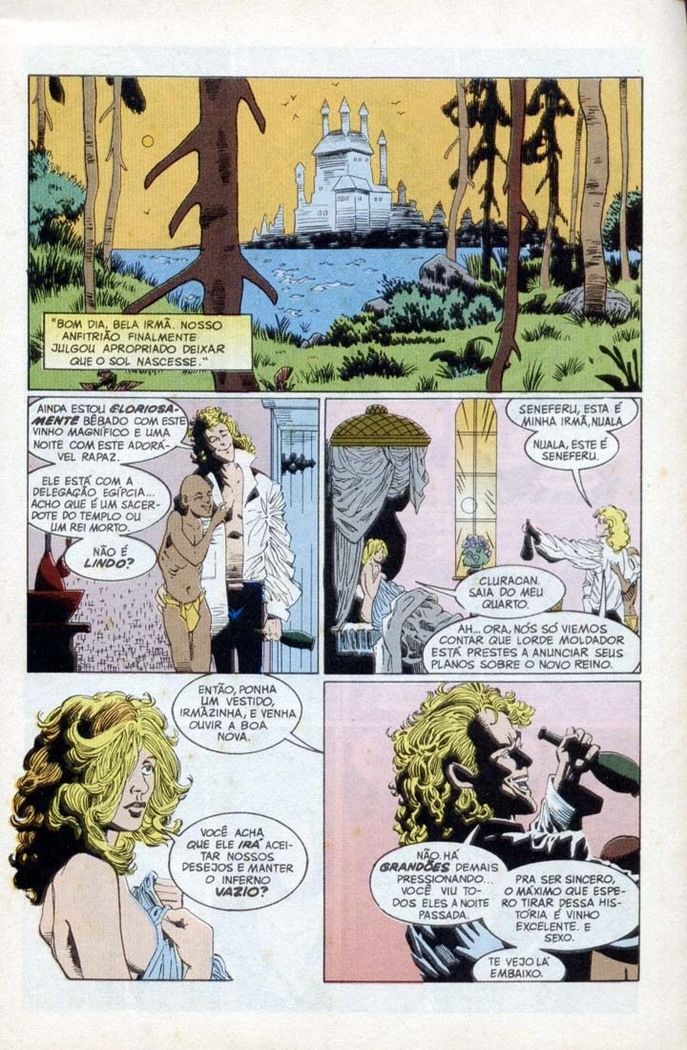 "BOM DIA, BELA IRMÃ. NOSSO
ANFITRIÃO FINALMENTE
JULGOU APROPRIADO DEIXAR
QUE O SOL NASCESSE."
AINDA ESTOU GLORIOSA-
MENTE BÊBADO COM ESTE
VINHO MAGNÍFICO E UMA
NOITE COM ESTE ADORÁ-
VEL RAPAZ.
ELE ESTÁ COM A
DELEGAÇÃO EGÍPCIA...
ACHO QUE É UM SACER-
DOTE DO TEMPLO OU
UM REI MORTO.
NÃO É
LINDO?
SENEFERU, ESTA É
MINHA IRMÃ, NUALA
NUALA, ESTE É
SENEFERU.
CLURACAN.
SAIA DO MEU
QUARTO.
AH... ORA, NÓS SÓ VIEMOS
CONTAR QUE LORDE MOLDADOR
ESTÁ PRESTES A ANUNCIAR SEUS
PLANOS SOBRE O NOVO REINO.
ENTÃO, PONHA
UM VESTIDO,
IRMÃZINHA, E VENHA
OUVIR A BOA
NOVA.
VOCÊ ACHA
QUE ELE IRÁ ACEI-
TAR NOSSOS
DESEJOS E MANTER
O INFERNO
VAZIO?
NÃO. HÁ
GRANDÕES DEMAIS
PRESSIONANDO...
VOCÊ VIU TO-
DOS ELES A NOITE
PASSADA.
PRA SER SINCERO,
O MÁXIMO QUE ESPE-
RO TIRAR DESSA HIS-
TÓRIA É VINHO
EXCELENTE. E
SEXO.
TE VEJO LÁ
EMBAIXO.